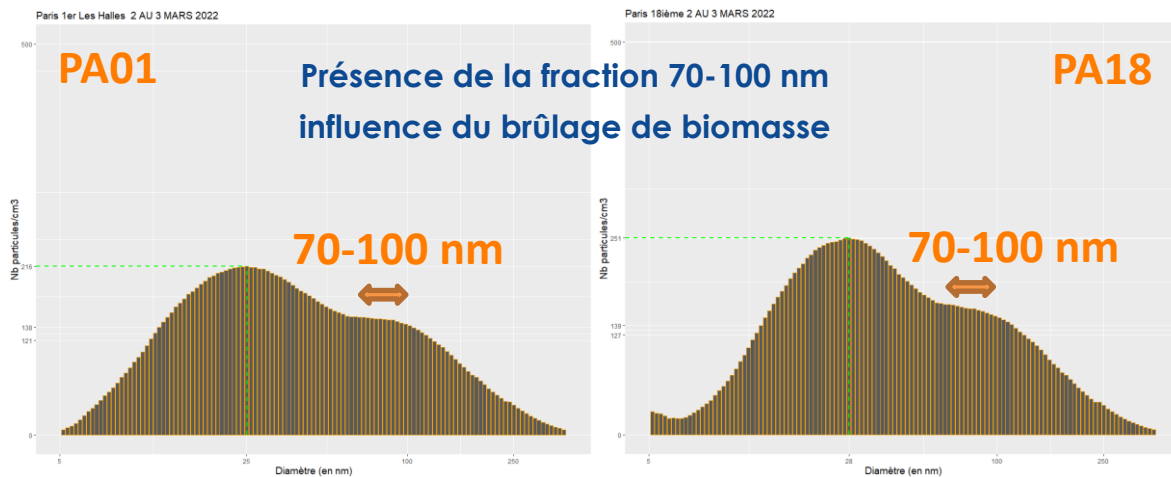 Paris 1er Les Halles 2 AU 3 MARS 2022
PA01
Présence de la fraction 70-100 nm
influence du brûlage de biomasse
70-100 nm
Nb particules/cm3
500
216
138
121
0
5
25
100
250
Diamètre (en nm)
Paris 18ième 2 AU 3 MARS 2022
PA18
70-100 nm
Nb particules/cm3
500
251
139
127
0
5
28
100
250
Diamètre (en nm)